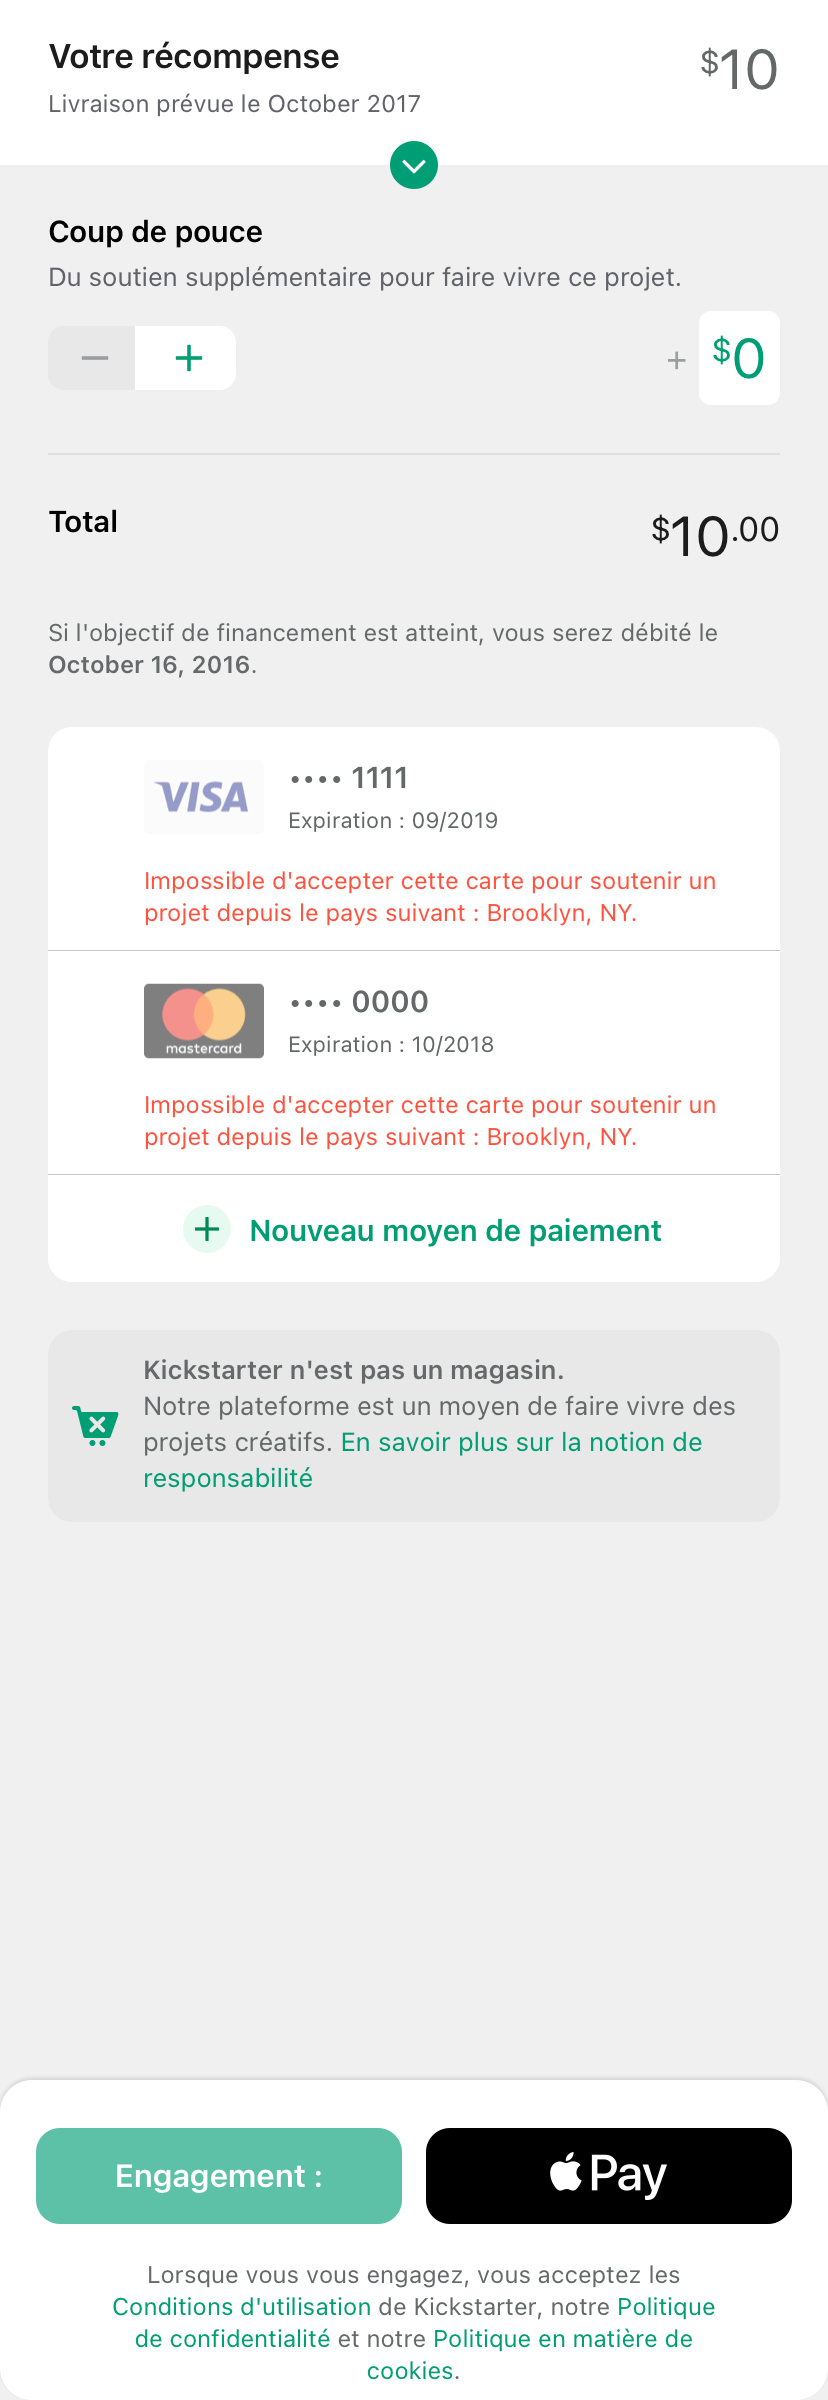 Votre récompense
$10
Livraison prévue le October 2017
Coup de pouce
Du soutien supplémentaire pour faire vivre ce projet.
+ $0
Total
$10.00
Si l'objectif de financement est atteint, vous serez débité le
October 16, 2016.
VISA
•••• 1111
Expiration : 09/2019
Impossible d'accepter cette carte pour soutenir un
projet depuis le pays suivant : Brooklyn, NY.
mastercard
•••• 0000
Expiration : 10/2018
Impossible d'accepter cette carte pour soutenir un
projet depuis le pays suivant : Brooklyn, NY.
Nouveau moyen de paiement
Kickstarter n'est pas un magasin.
Notre plateforme est un moyen de faire vivre des
projets créatifs. En savoir plus sur la notion de
responsabilité
Engagement :
Pay
Lorsque vous vous engagez, vous acceptez les
Conditions d'utilisation de Kickstarter, notre Politique
de confidentialité et notre Politique en matière de
cookies.